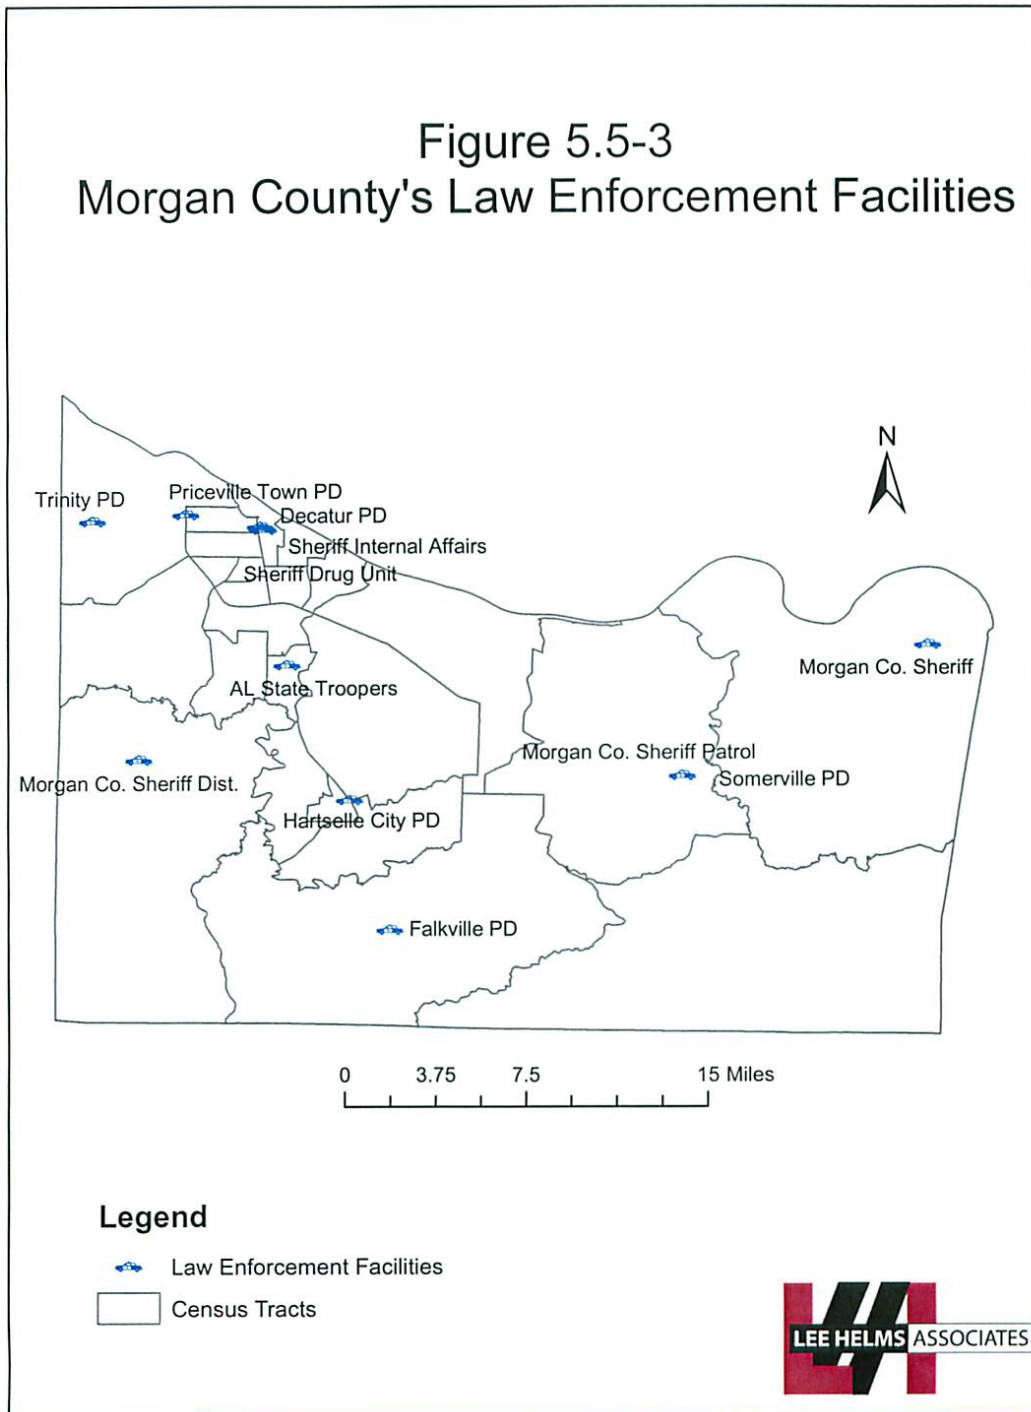 Figure 5.5-3
Morgan County's Law Enforcement Facilities
N
Trinity PD
Priceville Town PD
Decatur PD
Sheriff Internal Affairs
Sheriff Drug Unit
Morgan Co. Sheriff
AL State Troopers
Morgan Co. Sheriff Patrol
Somerville PD
Morgan Co. Sheriff Dist.
Hartselle City PD
Falkville PD
0 3.75 7.5 15 Miles
Legend
Law Enforcement Facilities
Census Tracts
LEE HELMS ASSOCIATES